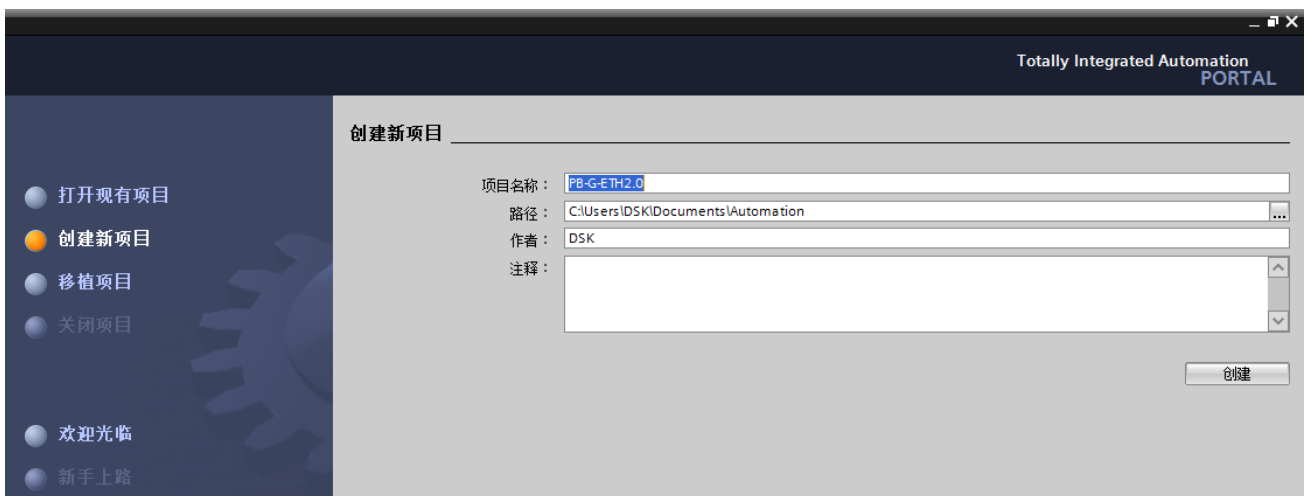 Totally Integrated Automation
PORTAL
打开现有项目
创建新项目
移植项目
关闭项目
欢迎光临
新手上路
创建新项目
项目名称：
PB-G-ETH2.0
路径：
C:\Users\DSK\Documents\Automation
...
作者：
DSK
注释：
创建